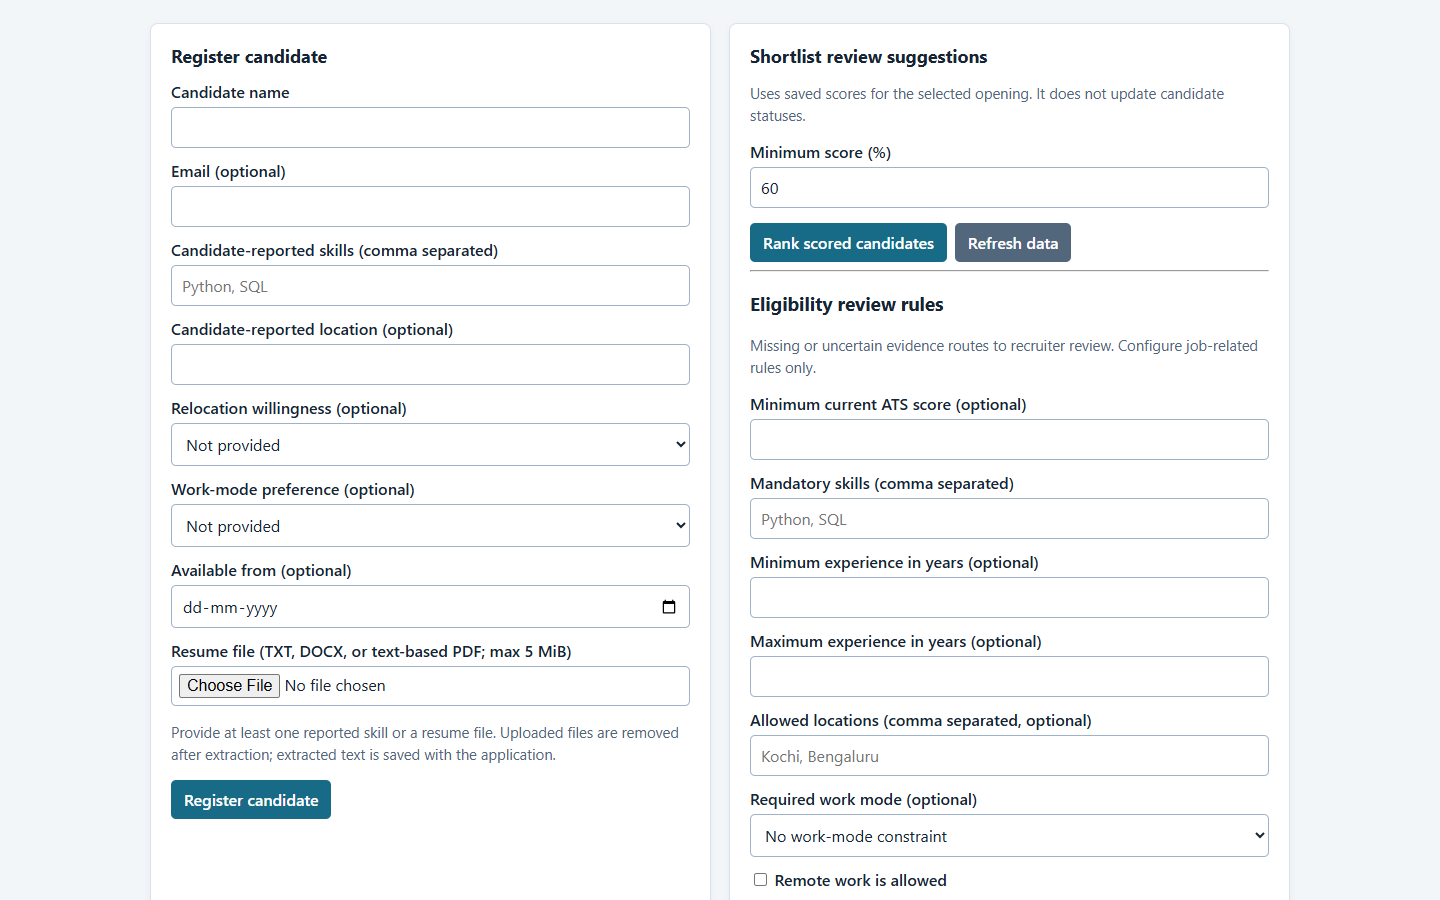 Register candidate
Candidate name
Email (optional)
Candidate-reported skills (comma separated)
Python, SQL
Candidate-reported location (optional)
Relocation willingness (optional)
Not provided
Work-mode preference (optional)
Not provided
Available from (optional)
dd-mm-yyyy
Resume file (TXT, DOCX, or text-based PDF; max 5 MiB)
Choose File No file chosen
Provide at least one reported skill or a resume file. Uploaded files are removed
after extraction; extracted text is saved with the application.
Register candidate
Shortlist review suggestions
Uses saved scores for the selected opening. It does not update candidate
statuses.
Minimum score (%)
60
Rank scored candidates Refresh data
Eligibility review rules
Missing or uncertain evidence routes to recruiter review. Configure job-related
rules only.
Minimum current ATS score (optional)
Mandatory skills (comma separated)
Python, SQL
Minimum experience in years (optional)
Maximum experience in years (optional)
Allowed locations (comma separated, optional)
Kochi, Bengaluru
Required work mode (optional)
No work-mode constraint
Remote work is allowed